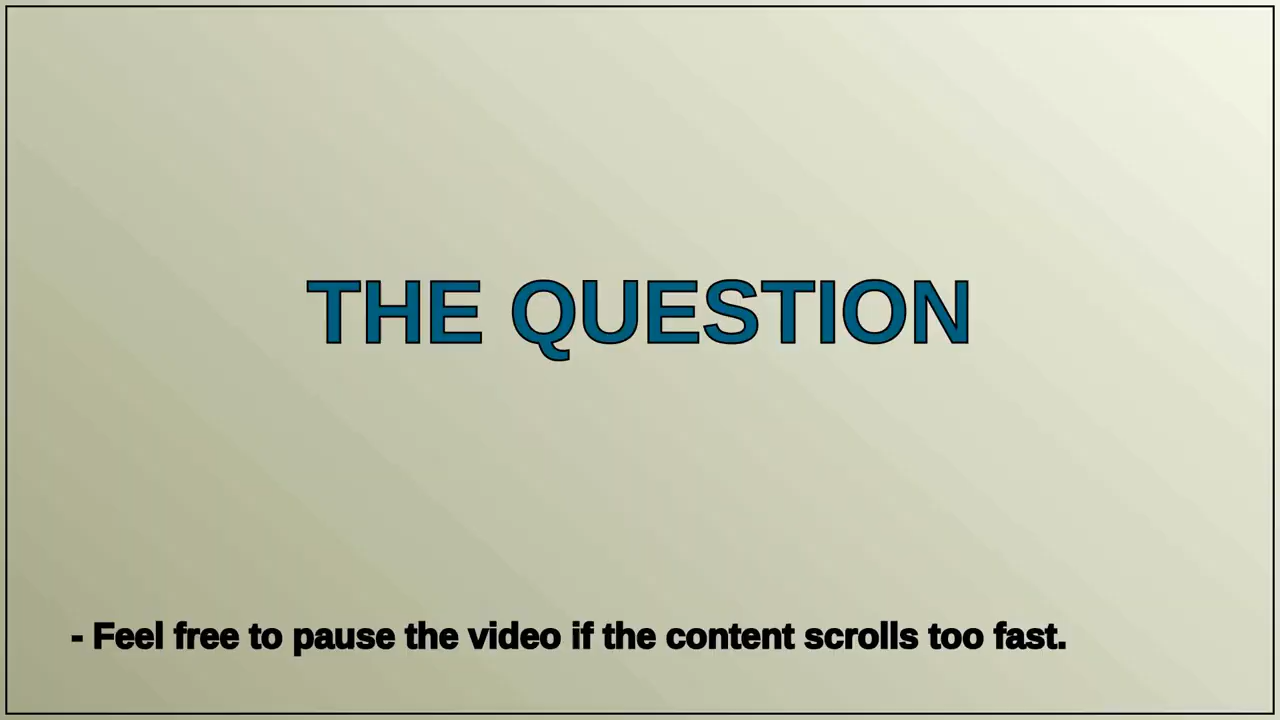 THE QUESTION
- Feel free to pause the video if the content scrolls too fast.